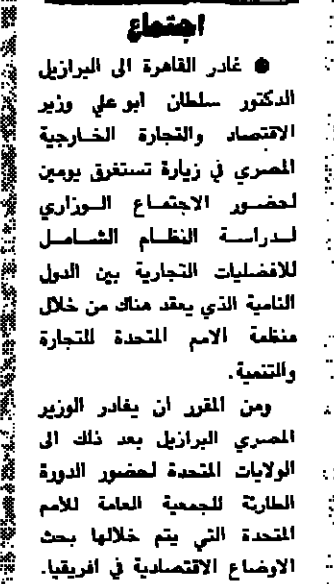 اجتماع
● غادر القاهرة الى البرازيل
الدكتور سلطان ابو علي وزير
الاقتصاد والتجارة الخارجية
المصري في زيارة تستغرق يومين
لحضور الاجتماع الوزاري
لدراسة النظام الشامل
للافضليات التجارية بين الدول
النامية الذي يعقد هناك من خلال
منظمة الامم المتحدة للتجارة
والتنمية.
ومن المقرر ان يغادر الوزير
المصري البرازيل بعد ذلك الى
الولايات المتحدة لحضور الدورة
الطارئة للجمعية العامة للأمم
المتحدة التي يتم خلالها بحث
الاوضاع الاقتصادية في افريقيا.